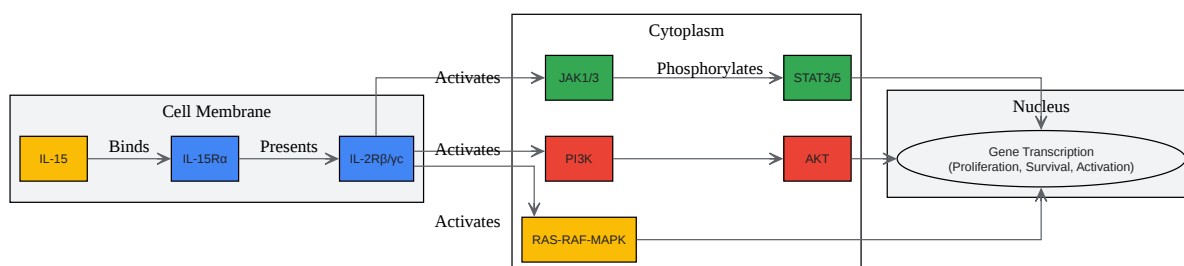 Cytoplasm
Activates
JAK1/3
Phosphorylates
STAT3/5
Cell Membrane
Nucleus
IL-15
Binds
IL-15Rα
Presents
IL-2Rβ/γc
Activates
PI3K
AKT
Gene Transcription
(Proliferation, Survival, Activation)
Activates
RAS-RAF-MAPK